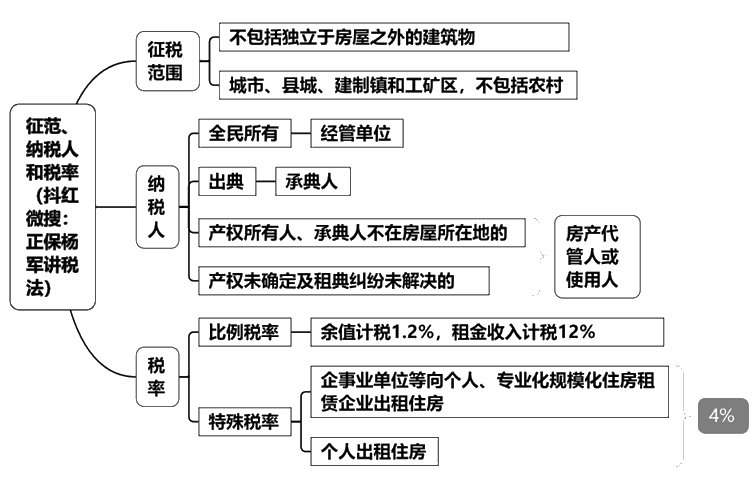 征税
范围
不包括独立于房屋之外的建筑物
城市、县城、建制镇和工矿区，不包括农村
征范、
纳税人
和税率
（抖红
微搜：
正保杨
军讲税
法）
纳
税
人
全民所有
经管单位
出典
承典人
产权所有人、承典人不在房屋所在地的
产权未确定及租典纠纷未解决的
房产代
管人或
使用人
税
率
比例税率
余值计税1.2%，租金收入计税12%
特殊税率
企事业单位等向个人、专业化规模化住房租
赁企业出租住房
个人出租住房
4%